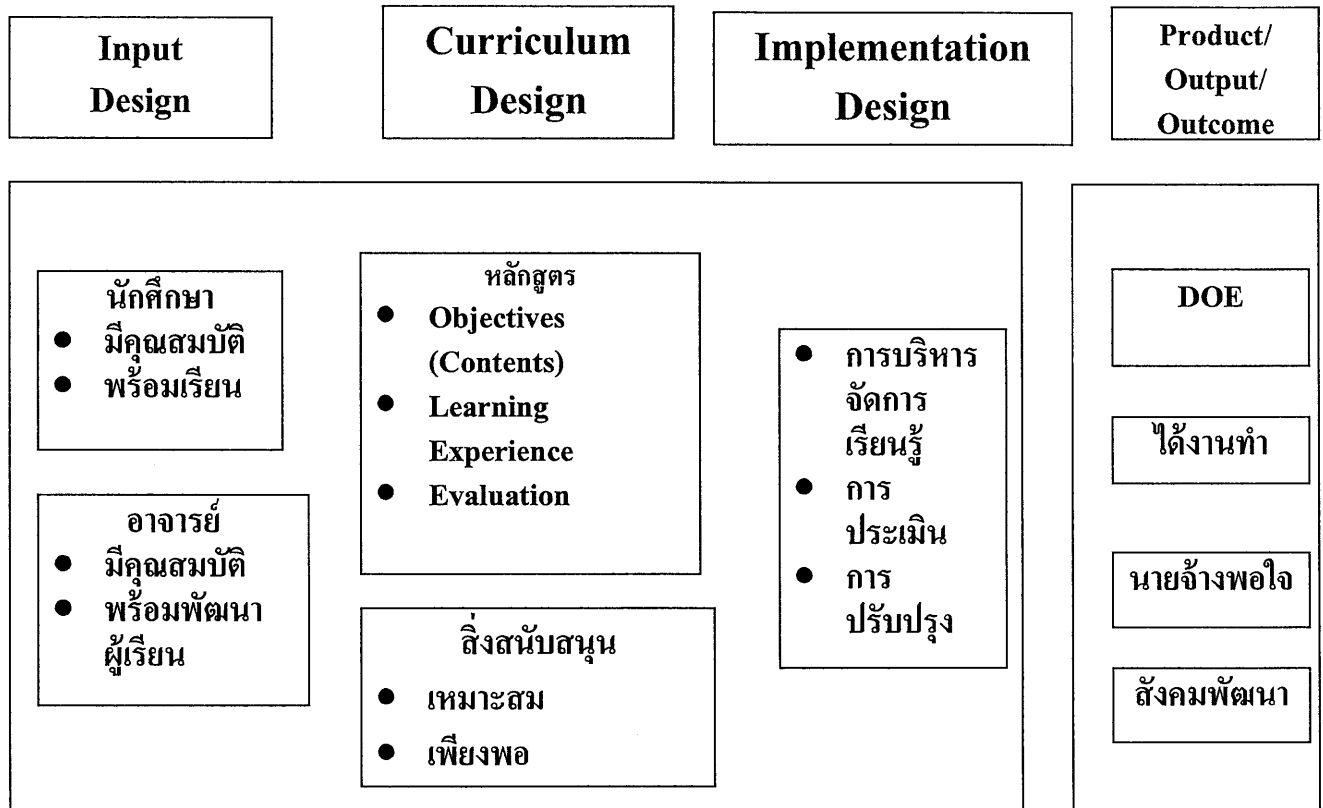 Input
Design
Curriculum
Design
Implementation
Design
Product/
Output/
Outcome
นักศึกษา
● มีคุณสมบัติ
● พร้อมเรียน
อาจารย์
● มีคุณสมบัติ
● พร้อมพัฒนา
ผู้เรียน
หลักสูตร
● Objectives
(Contents)
● Learning
Experience
● Evaluation
สิ่งสนับสนุน
● เหมาะสม
● เพียงพอ
● การบริหาร
จัดการ
เรียนรู้
● การ
ประเมิน
● การ
ปรับปรุง
DOE
ได้งานทำ
นายจ้างพอใจ
สังคมพัฒนา